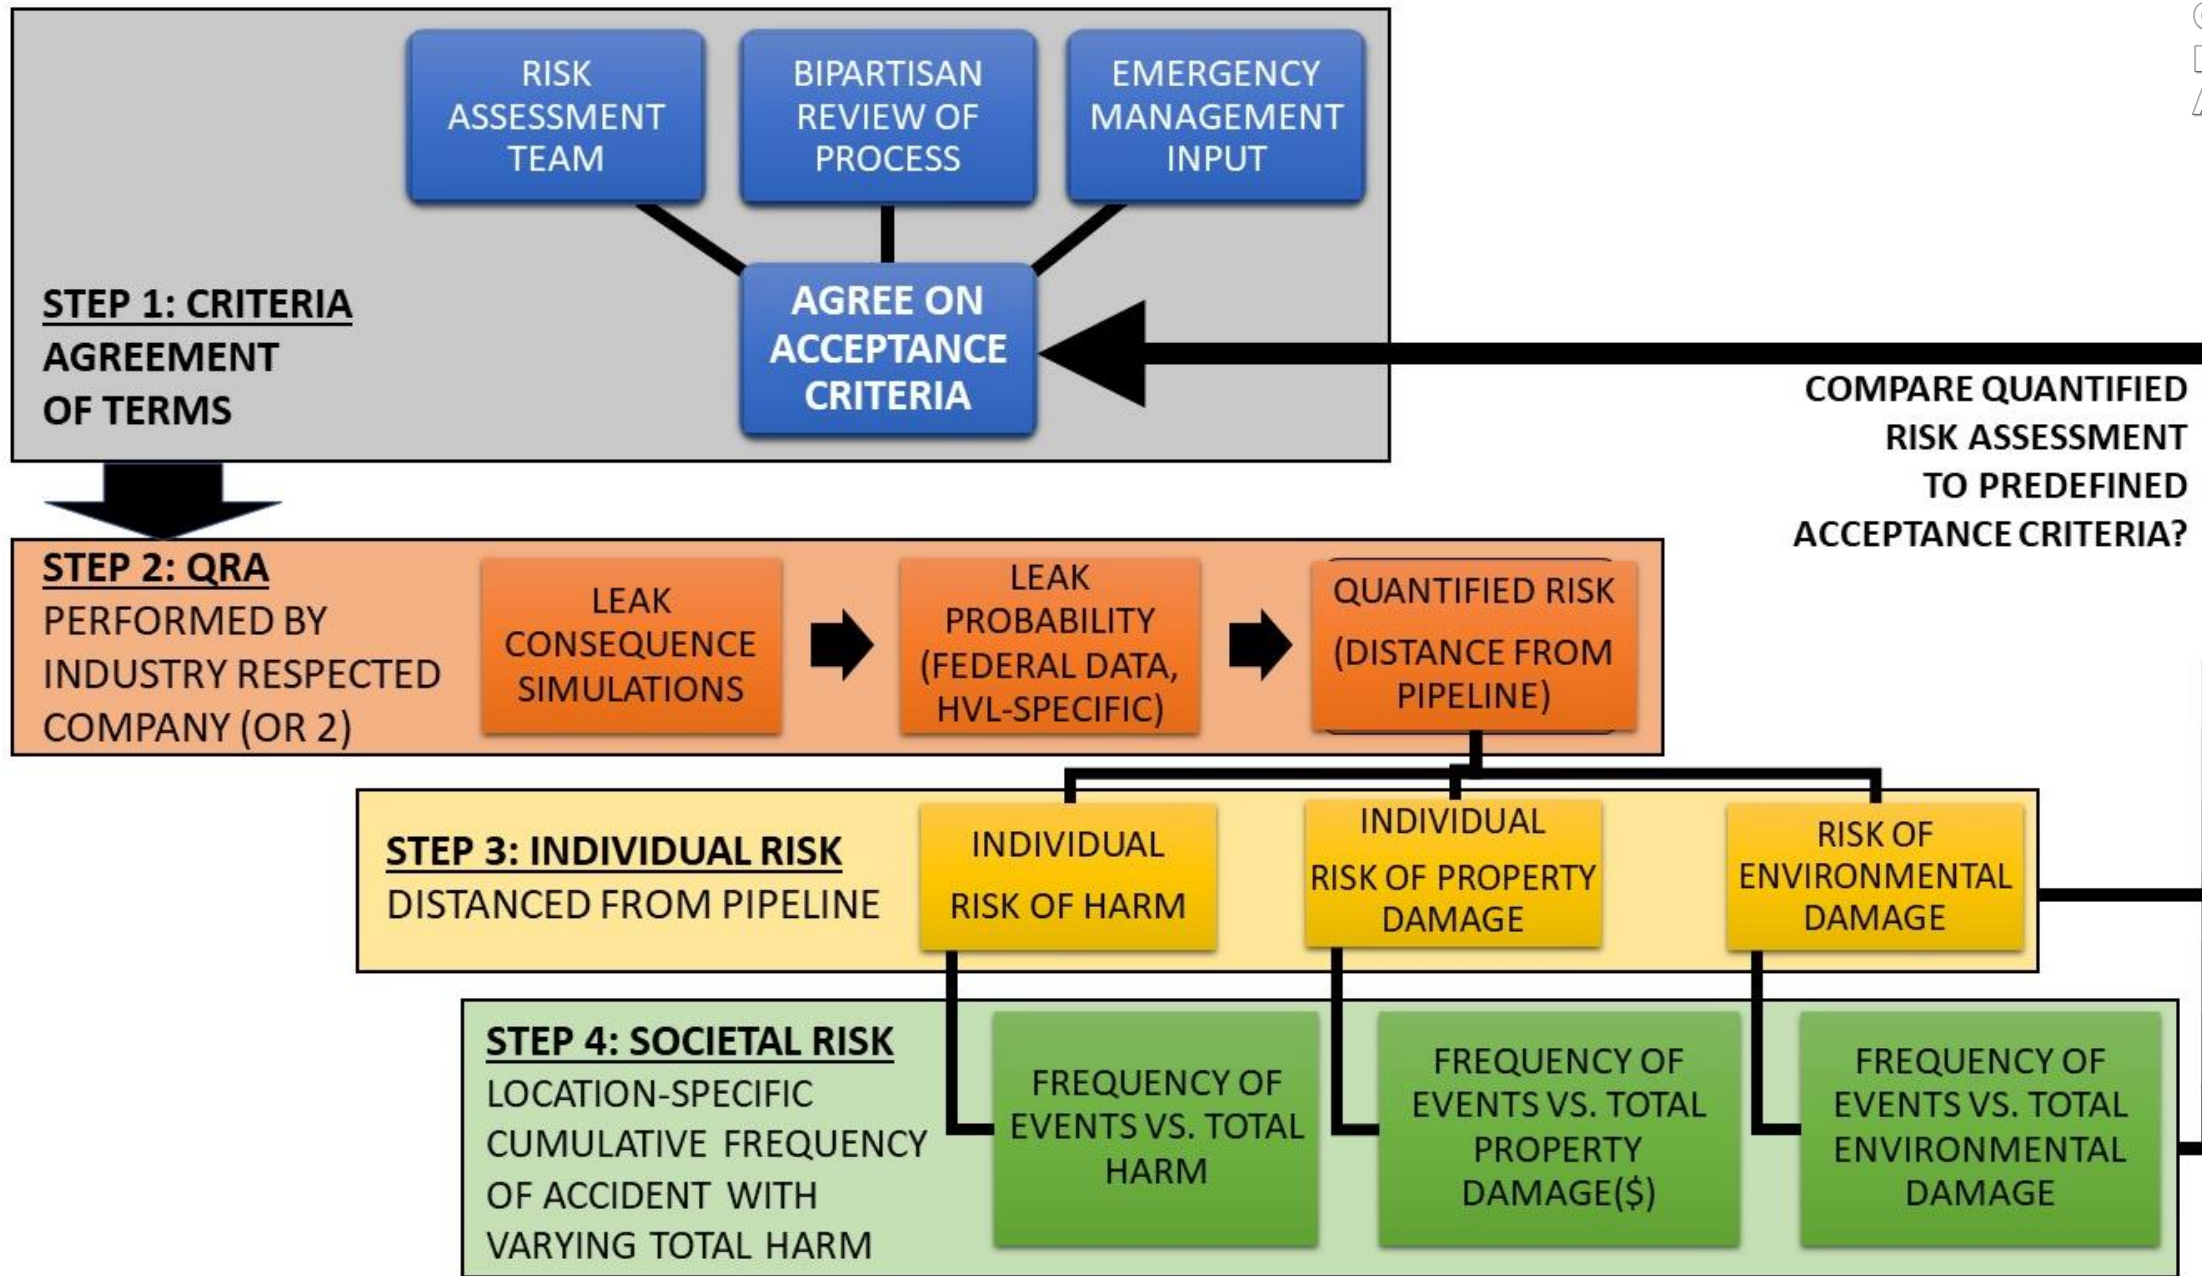 RISK
ASSESSMENT
TEAM
BIPARTISAN
REVIEW OF
PROCESS
EMERGENCY
MANAGEMENT
INPUT
STEP 1: CRITERIA
AGREEMENT
OF TERMS
AGREE ON
ACCEPTANCE
CRITERIA
COMPARE QUANTIFIED
RISK ASSESSMENT
TO PREDEFINED
ACCEPTANCE CRITERIA?
STEP 2: QRA
PERFORMED BY
INDUSTRY RESPECTED
COMPANY (OR 2)
LEAK
CONSEQUENCE
SIMULATIONS
LEAK
PROBABILITY
(FEDERAL DATA,
HVL-SPECIFIC)
QUANTIFIED RISK
(DISTANCE FROM
PIPELINE)
STEP 3: INDIVIDUAL RISK
DISTANCED FROM PIPELINE
INDIVIDUAL
RISK OF HARM
INDIVIDUAL
RISK OF PROPERTY
DAMAGE
RISK OF
ENVIRONMENTAL
DAMAGE
STEP 4: SOCIETAL RISK
LOCATION-SPECIFIC
CUMULATIVE FREQUENCY
OF ACCIDENT WITH
VARYING TOTAL HARM
FREQUENCY OF
EVENTS VS. TOTAL
HARM
FREQUENCY OF
EVENTS VS. TOTAL
PROPERTY
DAMAGE($)
FREQUENCY OF
EVENTS VS. TOTAL
ENVIRONMENTAL
DAMAGE